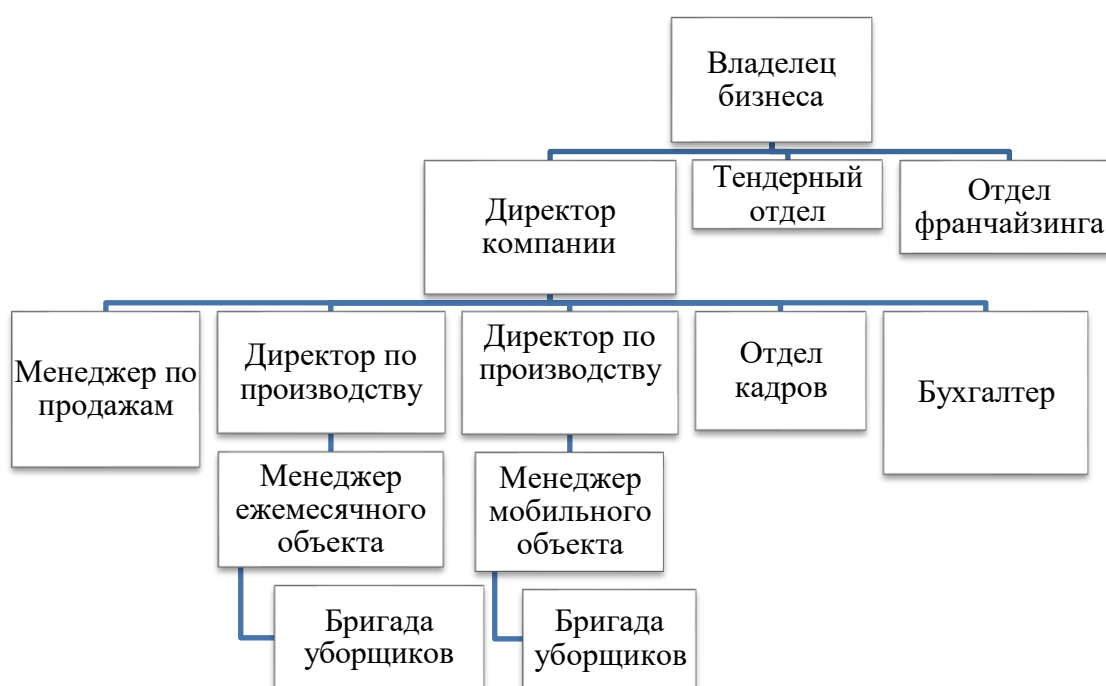 Владелец
бизнеса
Директор
компании
Тендерный
отдел
Отдел
франчайзинга
Менеджер по
продажам
Директор по
производству
Директор по
производству
Отдел
кадров
Бухгалтер
Менеджер
ежемесячного
объекта
Менеджер
мобильного
объекта
Бригада
уборщиков
Бригада
уборщиков